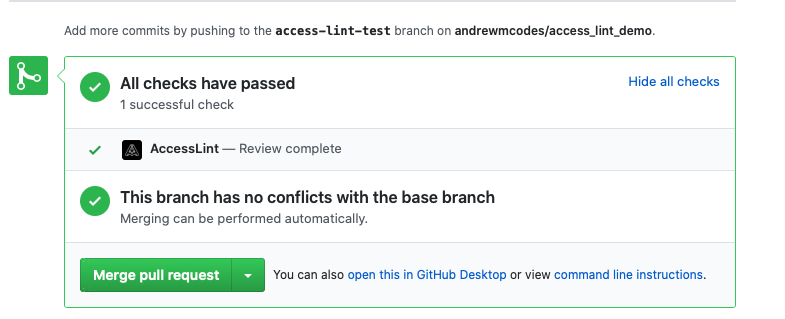 Add more commits by pushing to the access-lint-test branch on andrewmcodes/access_lint_demo.
All checks have passed
Hide all checks
1 successful check
AccessLint — Review complete
This branch has no conflicts with the base branch
Merging can be performed automatically.
Merge pull request
You can also open this in GitHub Desktop or view command line instructions.